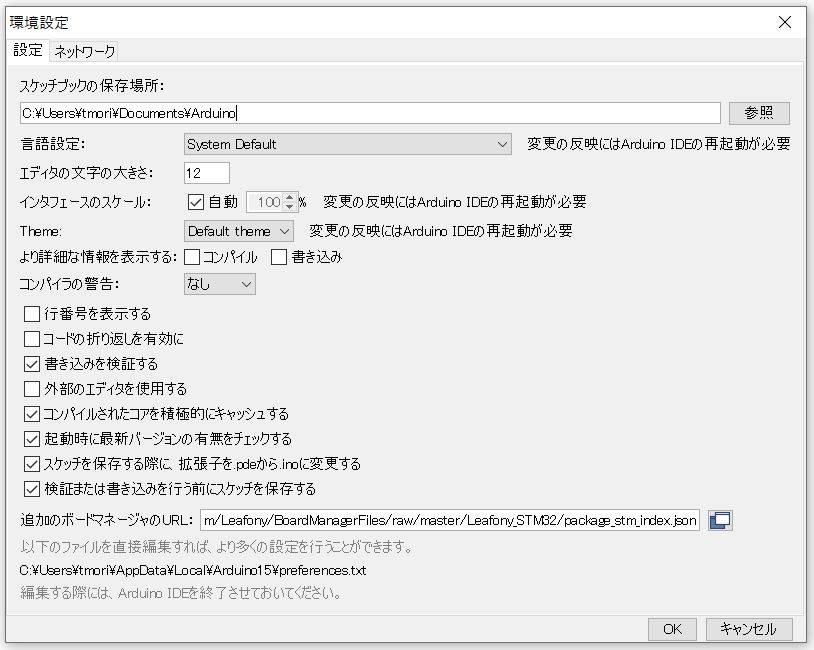 環境設定
設定 ネットワーク
スケッチブックの保存場所：
C:¥Users¥tmori¥Documents¥Arduino 参照
言語設定： System Default 変更の反映にはArduino IDEの再起動が必要
エディタの文字の大きさ： 12
インタフェースのスケール： 自動 100 % 変更の反映にはArduino IDEの再起動が必要
Theme: Default theme 変更の反映にはArduino IDEの再起動が必要
より詳細な情報を表示する： コンパイル 書き込み
コンパイラの警告： なし
行番号を表示する
コードの折り返しを有効に
書き込みを検証する
外部のエディタを使用する
コンパイルされたコアを積極的にキャッシュする
起動時に最新バージョンの有無をチェックする
スケッチを保存する際に、拡張子を.pdeから.inoに変更する
検証または書き込みを行う前にスケッチを保存する
追加のボードマネージャのURL： m/Leafony/BoardManagerFiles/raw/master/Leafony_STM32/package_stm_index.json
以下のファイルを直接編集すれば、より多くの設定を行うことができます。
C:¥Users¥tmori¥AppData¥Local¥Arduino15¥preferences.txt
編集する際には、Arduino IDEを終了させておいてください。
OK キャンセル